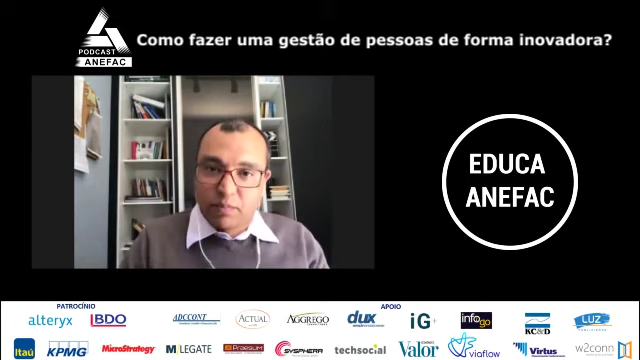 PODCAST
ANEFAC
Como fazer uma gestão de pessoas de forma inovadora?
EDUCA
ANEFAC
PATROCÍNIO
APOIO
alteryx
BDO
ADCCONT
ACTUAL
AGGREGO
dux
iG
info
go
KC&D
LUZ
Itaú
KPMG
MicroStrategy
MILEGATE
PRAESUM
SYSPHERA
techsocial
Valor
viaflow
Virtus
w2conn